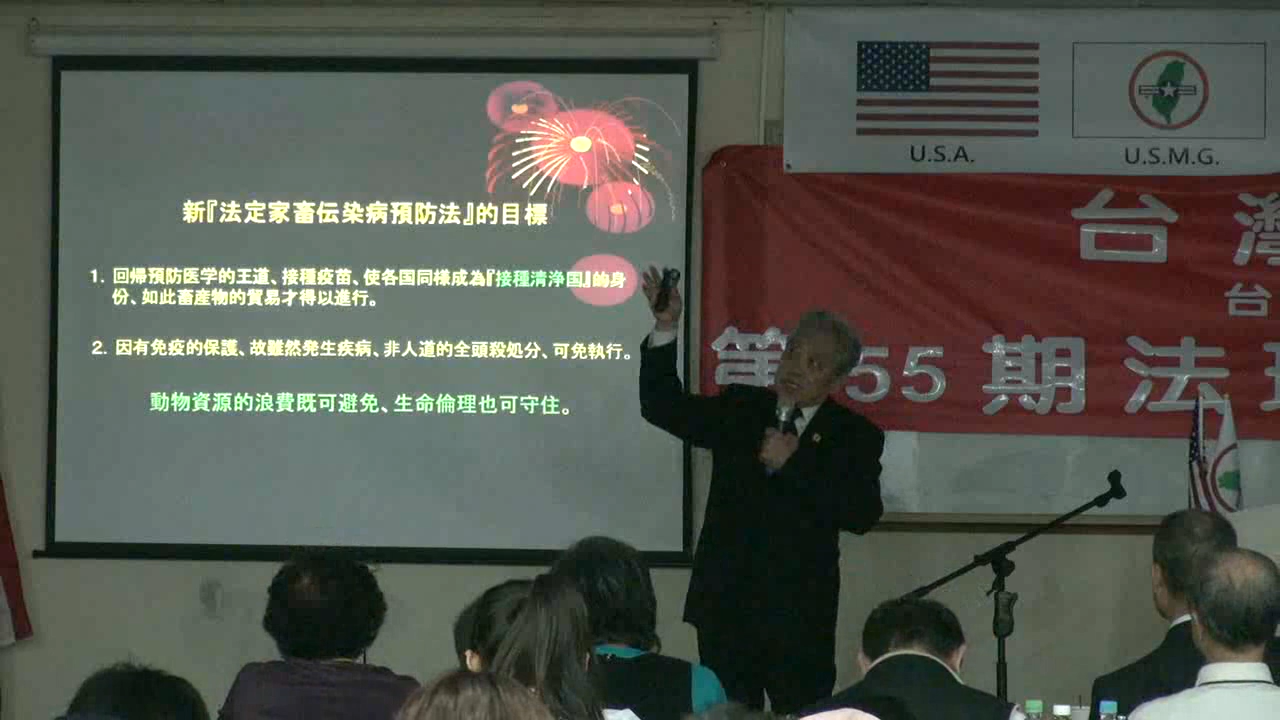 U.S.A.
U.S.M.G.
新『法定家畜伝染病預防法』的目標
1. 回帰預防医学的王道、接種疫苗、使各国同様成為『接種清浄国』的身
份、如此畜産物的貿易才得以進行。
2. 因有免疫的保護、故雖然発生疾病、非人道的全頭殺処分、可免執行。
動物資源的浪費既可避免、生命倫理也可守住。
台 灣
台
第 55 期 法 理